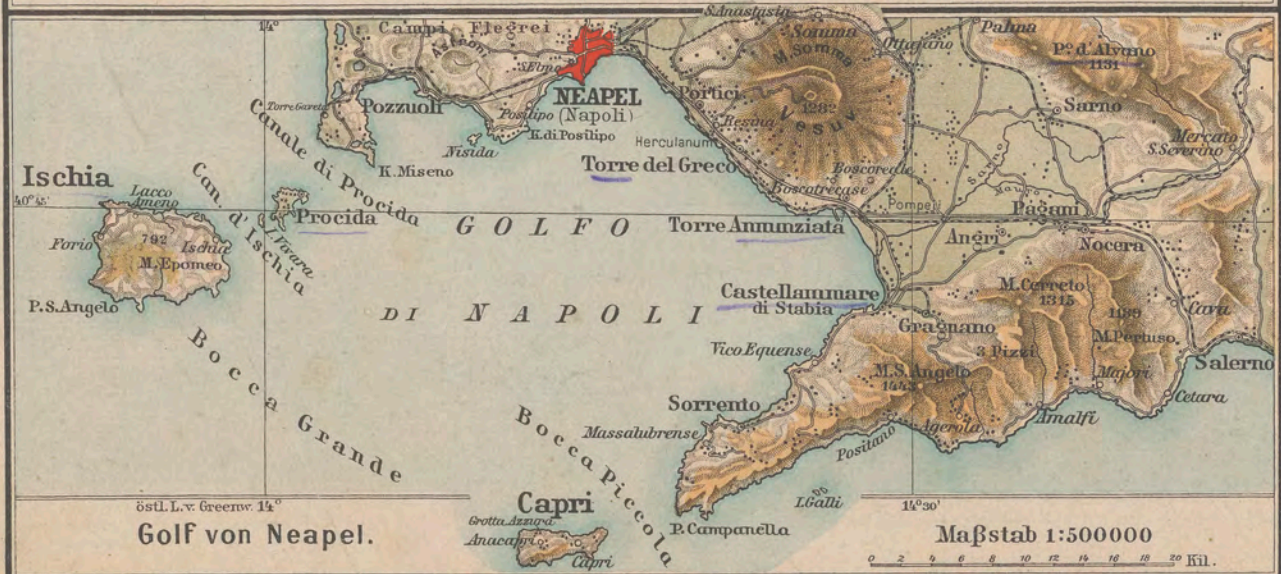 S.Anastasia
14°
Campi Flegrei
Somma
Palma
Astroni
M. Somma
Ottajano
Pº d'Alvano
1131
S.Elmo
NEAPEL
(Napoli)
Portici
1282
Sarno
Torre Gaveta
Pozzuoli
Posilipo
Resina
Vesuv
Canale di Procida
K.di Posilipo
Herculanum
Mercato
S.Severino
Nisida
Torre del Greco
Boscoreale
Sarno
K.Miseno
Boscotrecase
Ischia
Lacco
Ameno
Can. d'Ischia
40°45'
Procida
GOLFO
Pompeji
Pagani
I.Vivara
Torre Annunziata
Angri
Nocera
Forio
792
Ischia
M.Epomeo
M.Cerreto
1315
Castellammare
di Stabia
P.S.Angelo
DI NAPOLI
Gragnano
1139
M.Pertuso
Cava
Bocca Grande
Vico Equense
3 Pizzi
M.S.Angelo
1443
Majori
Salerno
Sorrento
Cetara
Massalubrense
Bocca Piccola
Positano
Agerola
Amalfi
östl.L.v. Greenw. 14°
Capri
I.Galli
14°30'
Golf von Neapel.
Grotta Azzura
Anacapri
Capri
P.Campanella
Maßstab 1:500000
0 2 4 6 8 10 12 14 16 18 20 Kil.